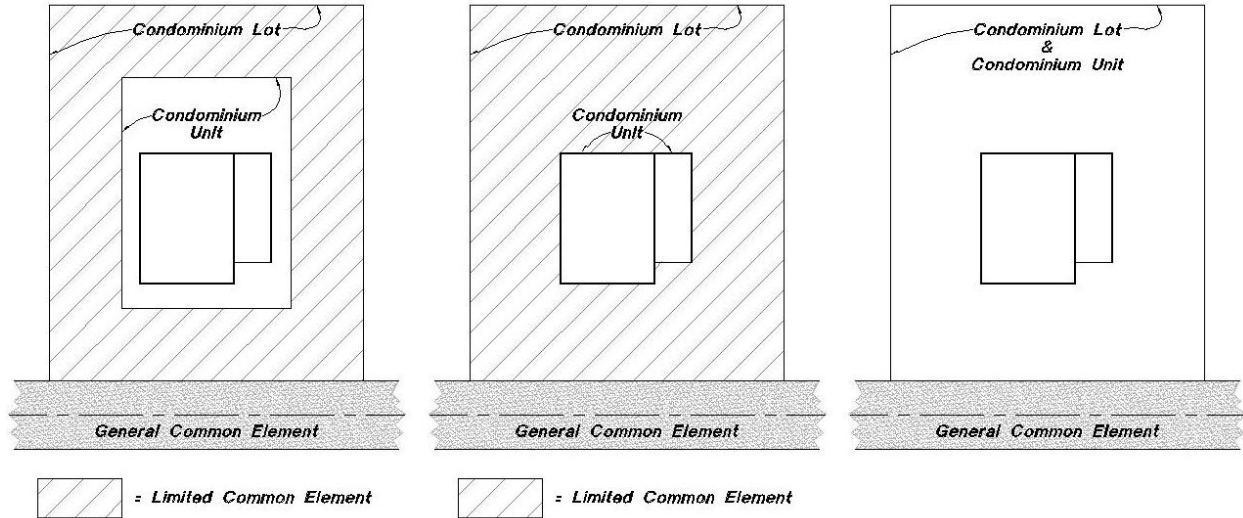 Condominium Lot
Condominium
Unit
General Common Element
= Limited Common Element
Condominium Lot
Condominium
Unit
General Common Element
= Limited Common Element
Condominium Lot
&
Condominium Unit
General Common Element